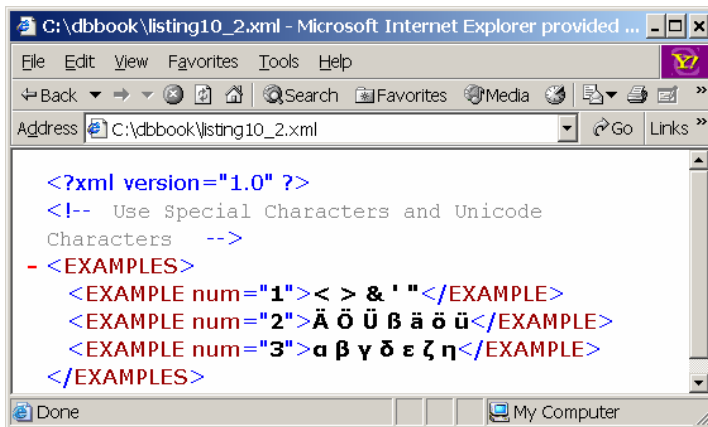 C:\dbbook\listing10_2.xml - Microsoft Internet Explorer provided ...
File Edit View Favorites Tools Help
Y!
Back Search Favorites Media »
Address C:\dbbook\listing10_2.xml Go Links »
<?xml version="1.0" ?>
<!-- Use Special Characters and Unicode
Characters -->
- <EXAMPLES>
<EXAMPLE num="1">< > & ' "</EXAMPLE>
<EXAMPLE num="2">Ä Ö Ü ß ä ö ü</EXAMPLE>
<EXAMPLE num="3">α β γ δ ε ζ η</EXAMPLE>
</EXAMPLES>
Done My Computer